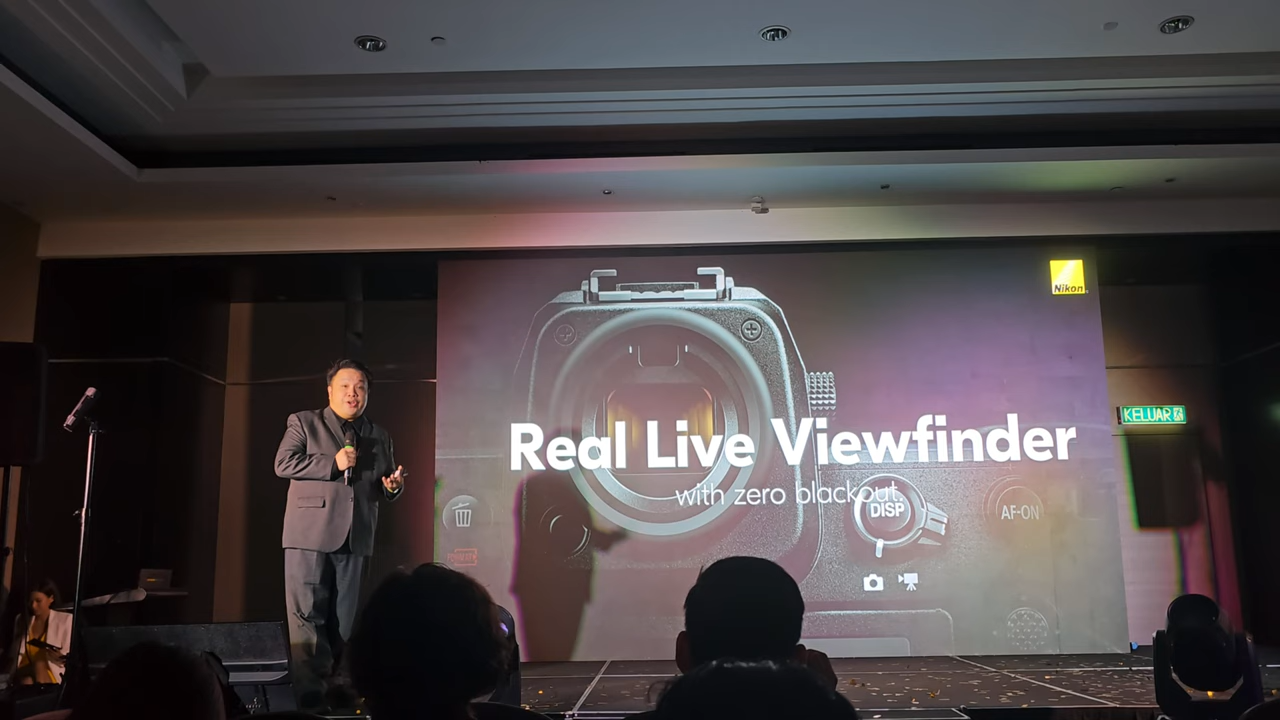 Nikon
Real Live Viewfinder
with zero blackout.
DISP
AF-ON
KELUAR